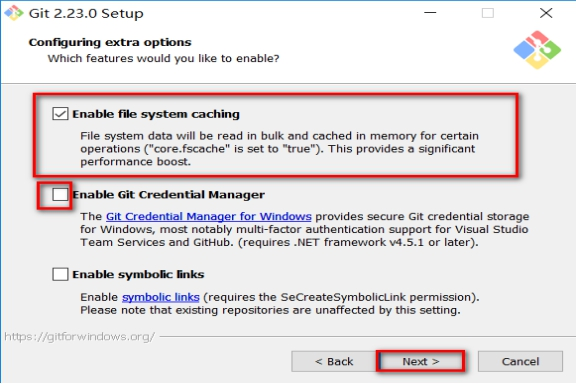 Git 2.23.0 Setup
Configuring extra options
Which features would you like to enable?
Enable file system caching
File system data will be read in bulk and cached in memory for certain
operations ("core.fscache" is set to "true"). This provides a significant
performance boost.
Enable Git Credential Manager
The Git Credential Manager for Windows provides secure Git credential storage
for Windows, most notably multi-factor authentication support for Visual Studio
Team Services and GitHub. (requires .NET framework v4.5.1 or later).
Enable symbolic links
Enable symbolic links (requires the SeCreateSymbolicLink permission).
Please note that existing repositories are unaffected by this setting.
https://gitforwindows.org/
< Back Next > Cancel